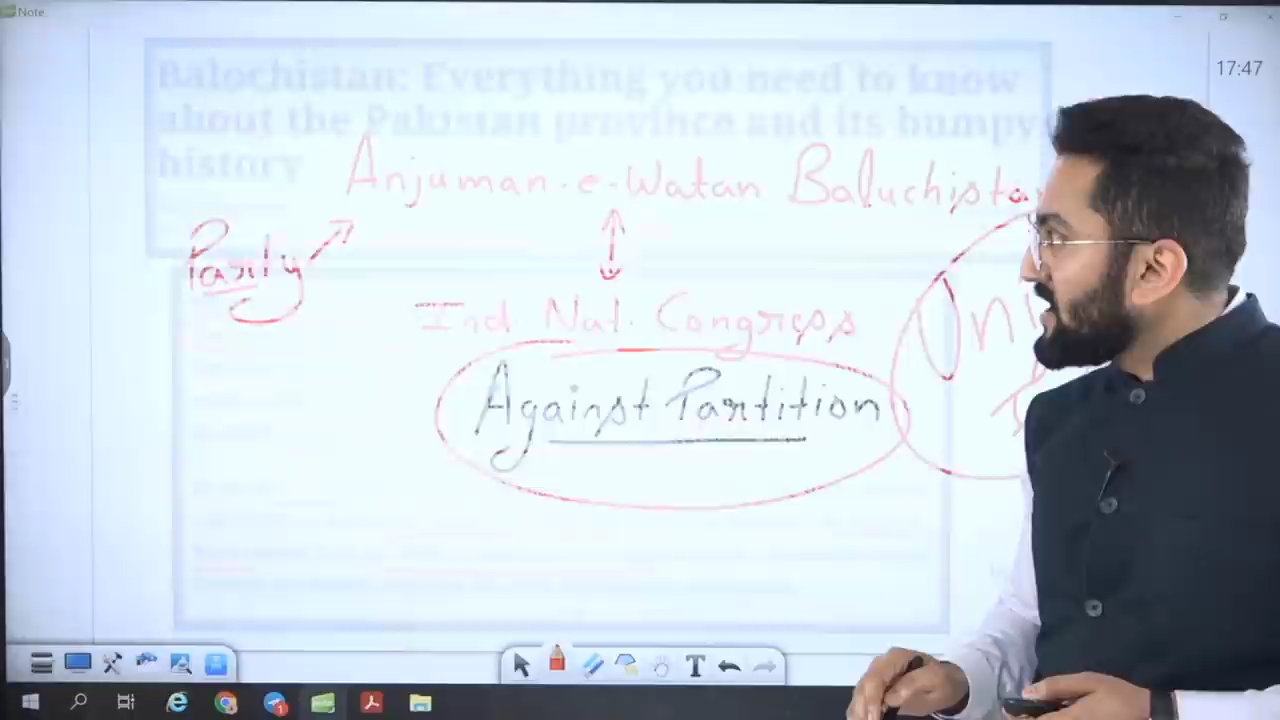 Note
17:47
Balochistan: Everything you need to know
about the Pakistan province and its bumpy
history
Anjuman-e-Watan Baluchistan
Party
Ind. Nat. Congress
Against Partition